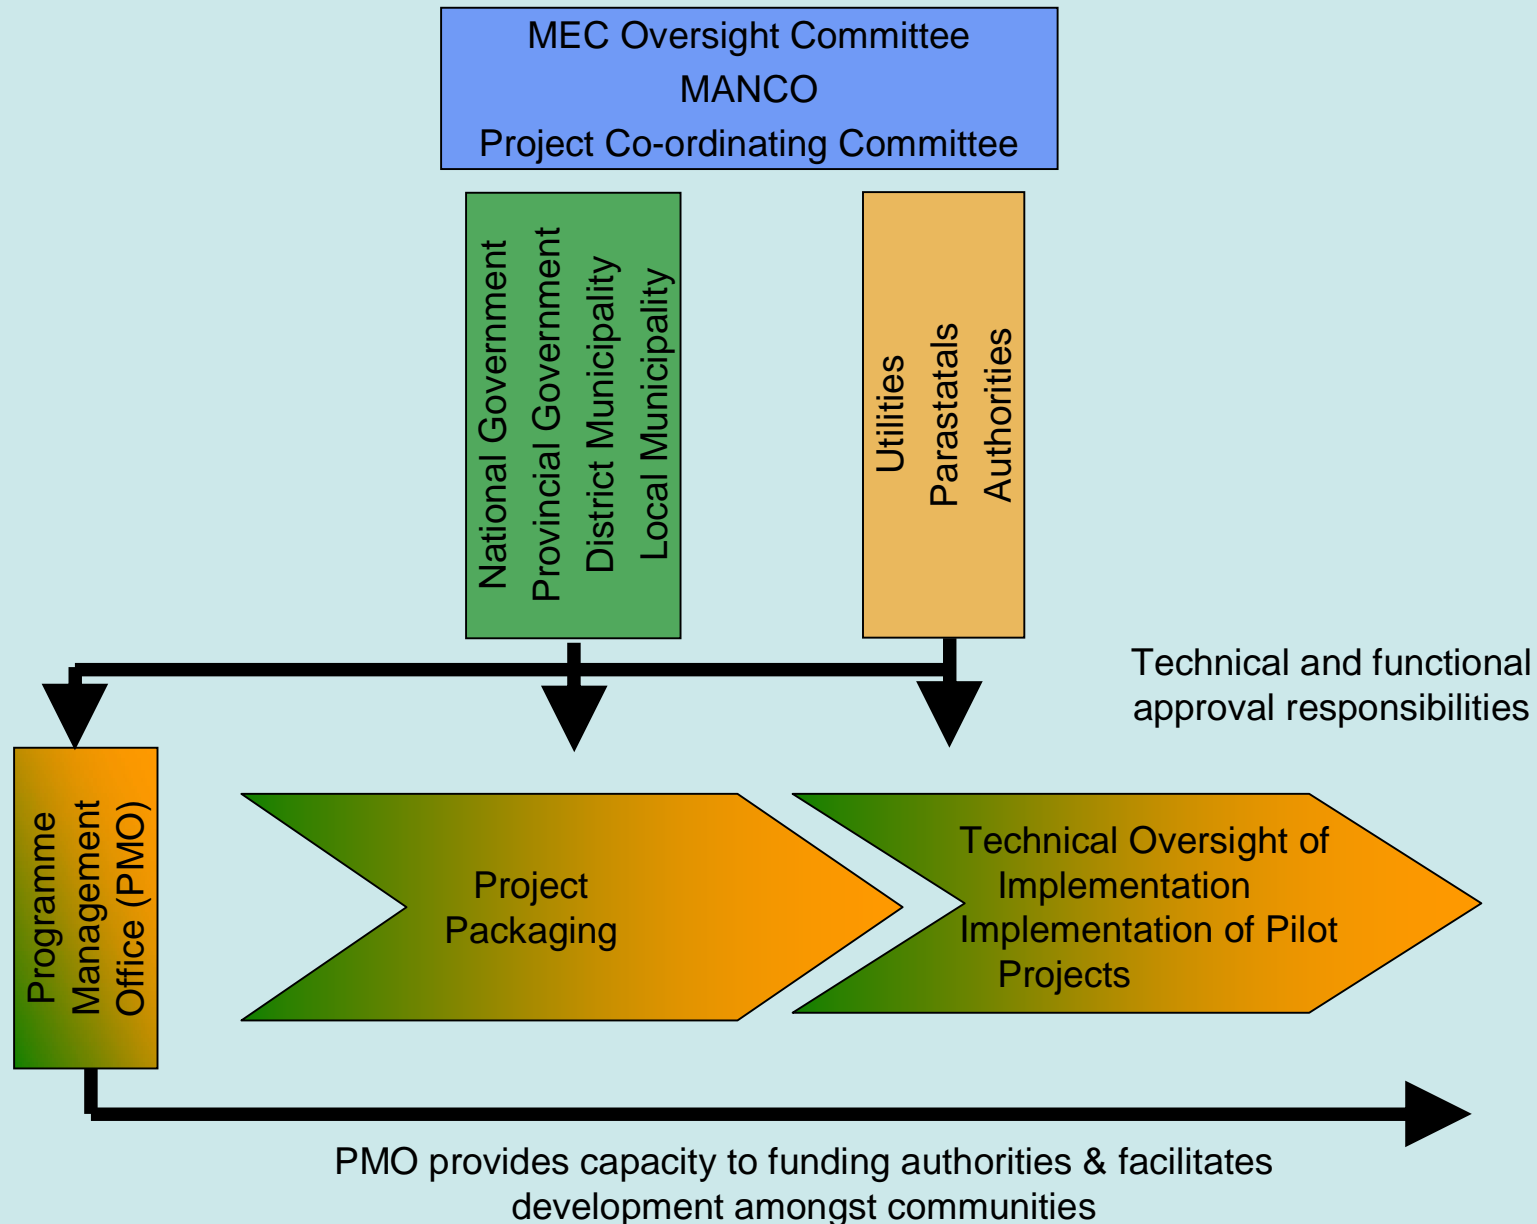 MEC Oversight Committee
MANCO
Project Co-ordinating Committee
National Government
Provincial Government
District Municipality
Local Municipality
Utilities
Parastatals
Authorities
Technical and functional
approval responsibilities
Programme
Management
Office (PMO)
Project
Packaging
Technical Oversight of
Implementation
Implementation of Pilot
Projects
PMO provides capacity to funding authorities & facilitates
development amongst communities